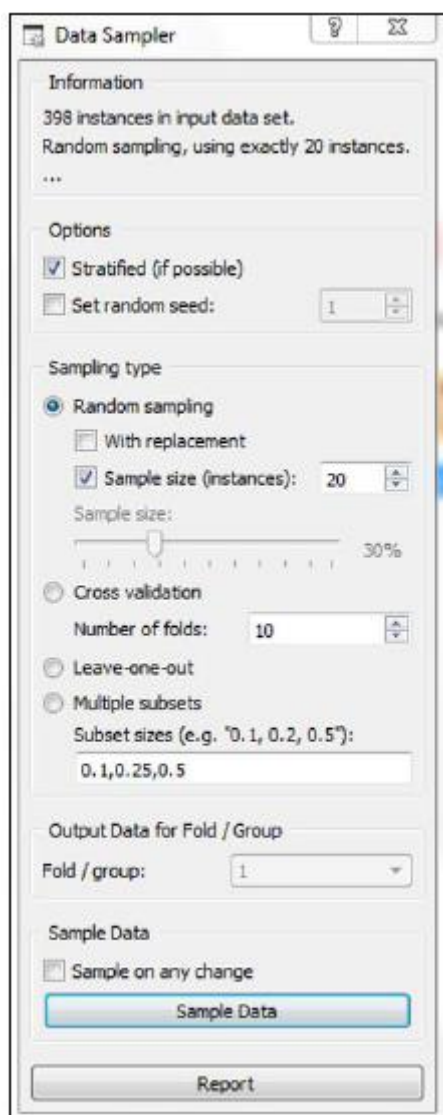 Data Sampler
Information
398 instances in input data set.
Random sampling, using exactly 20 instances.
...
Options
Stratified (if possible)
Set random seed: 1
Sampling type
Random sampling
With replacement
Sample size (instances): 20
Sample size:
30%
Cross validation
Number of folds: 10
Leave-one-out
Multiple subsets
Subset sizes (e.g. "0.1, 0.2, 0.5"):
0.1,0.25,0.5
Output Data for Fold / Group
Fold / group: 1
Sample Data
Sample on any change
Sample Data
Report